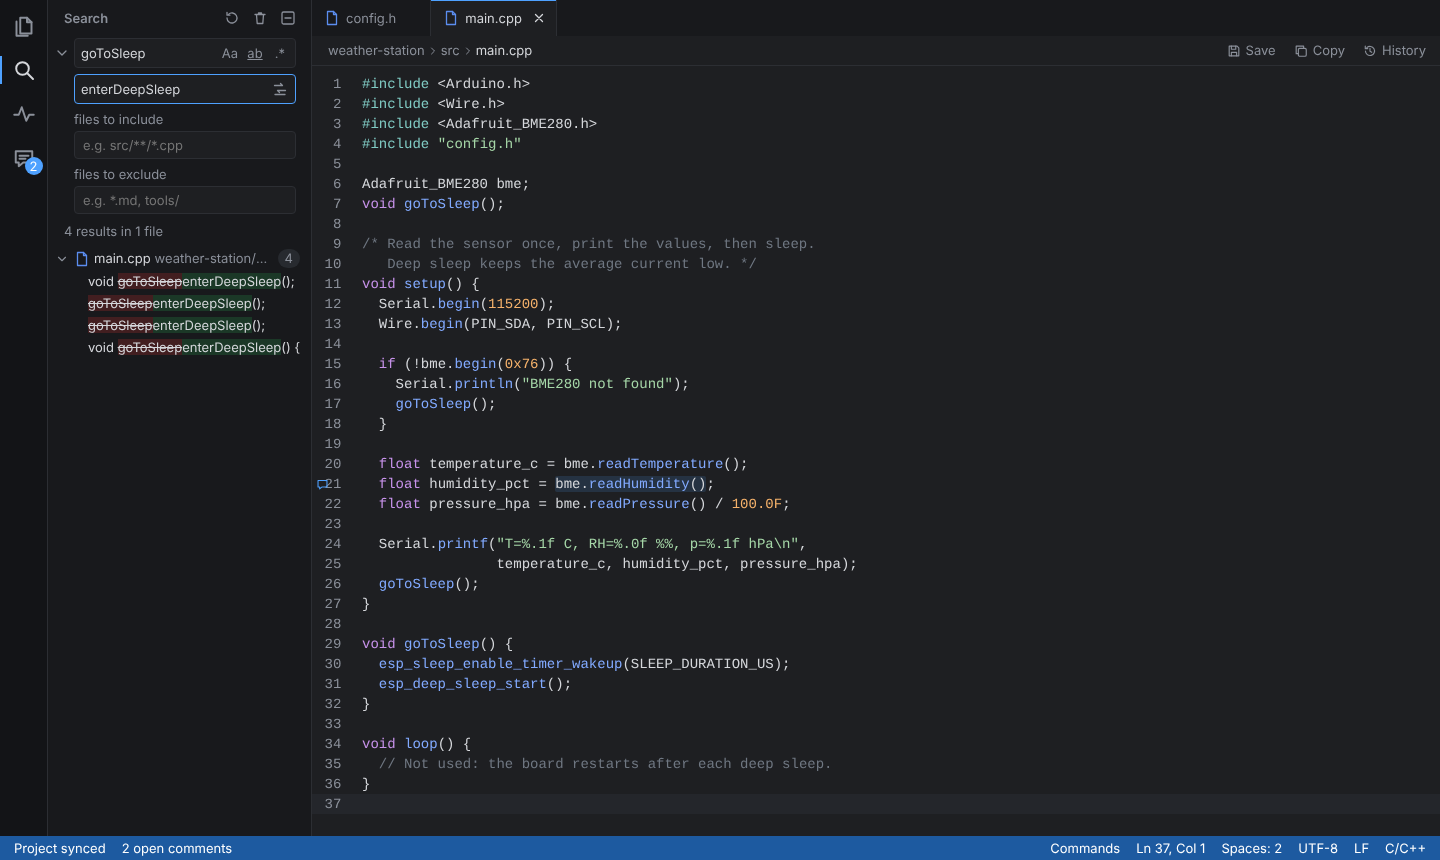 Search
goToSleep Aa ab .*
enterDeepSleep
files to include
e.g. src/**/*.cpp
2
files to exclude
e.g. *.md, tools/
4 results in 1 file
main.cpp weather-station/... 4
void goToSleepenterDeepSleep();
goToSleepenterDeepSleep();
goToSleepenterDeepSleep();
void goToSleepenterDeepSleep() {
config.h main.cpp
weather-station › src › main.cpp Save Copy History
1 #include <Arduino.h>
2 #include <Wire.h>
3 #include <Adafruit_BME280.h>
4 #include "config.h"
5
6 Adafruit_BME280 bme;
7 void goToSleep();
8
9 /* Read the sensor once, print the values, then sleep.
10    Deep sleep keeps the average current low. */
11 void setup() {
12   Serial.begin(115200);
13   Wire.begin(PIN_SDA, PIN_SCL);
14
15   if (!bme.begin(0x76)) {
16     Serial.println("BME280 not found");
17     goToSleep();
18   }
19
20   float temperature_c = bme.readTemperature();
21   float humidity_pct = bme.readHumidity();
22   float pressure_hpa = bme.readPressure() / 100.0F;
23
24   Serial.printf("T=%.1f C, RH=%.0f %%, p=%.1f hPa\n",
25                 temperature_c, humidity_pct, pressure_hpa);
26   goToSleep();
27 }
28
29 void goToSleep() {
30   esp_sleep_enable_timer_wakeup(SLEEP_DURATION_US);
31   esp_deep_sleep_start();
32 }
33
34 void loop() {
35   // Not used: the board restarts after each deep sleep.
36 }
37
Project synced 2 open comments Commands Ln 37, Col 1 Spaces: 2 UTF-8 LF C/C++